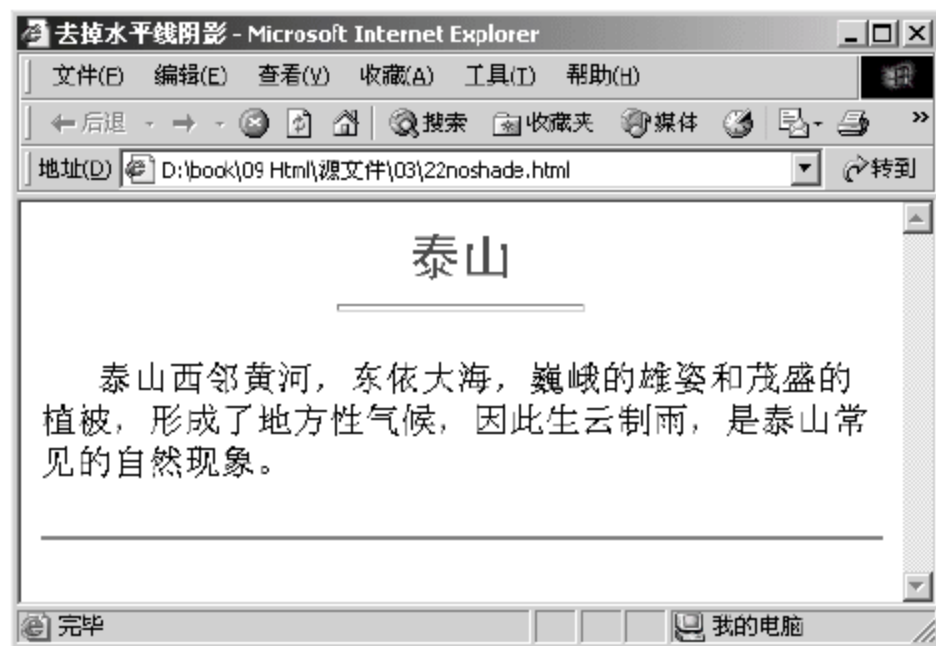 去掉水平线阴影 - Microsoft Internet Explorer
文件(F) 编辑(E) 查看(V) 收藏(A) 工具(T) 帮助(H)
后退 搜索 收藏夹 媒体 »
地址(D) D:\book\09 Html\源文件\03\22noshade.html 转到
泰山
泰山西邻黄河，东依大海，巍峨的雄姿和茂盛的
植被，形成了地方性气候，因此生云制雨，是泰山常
见的自然现象。
完毕 我的电脑